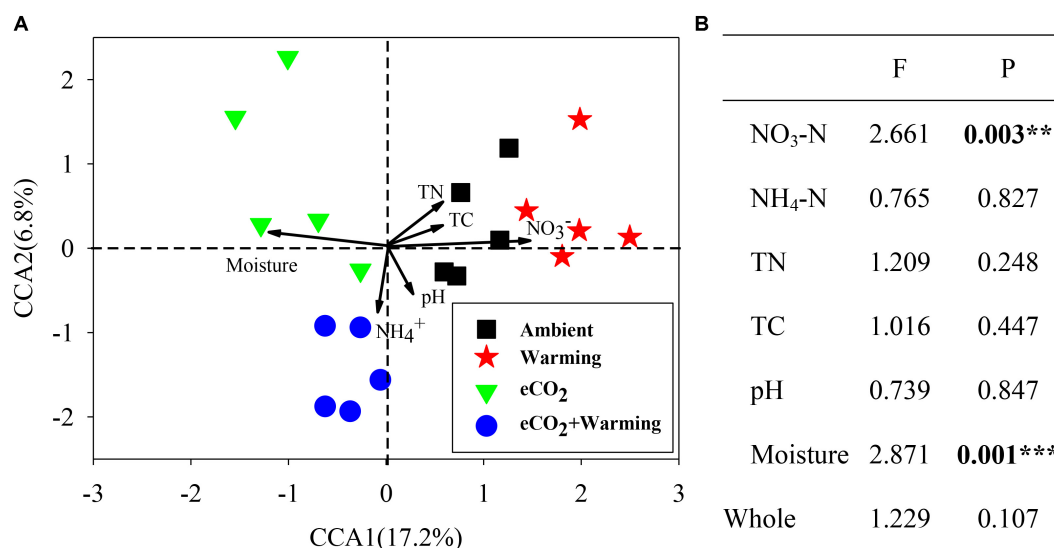 A
CCA2(6.8%)
2
1
0
-1
-2
-3
-2
-1
0
1
2
3
CCA1(17.2%)
TN
TC
NO3-
Moisture
pH
NH4+
Ambient
Warming
eCO2
eCO2+Warming
B
F P
NO3-N 2.661 0.003**
NH4-N 0.765 0.827
TN 1.209 0.248
TC 1.016 0.447
pH 0.739 0.847
Moisture 2.871 0.001***
Whole 1.229 0.107